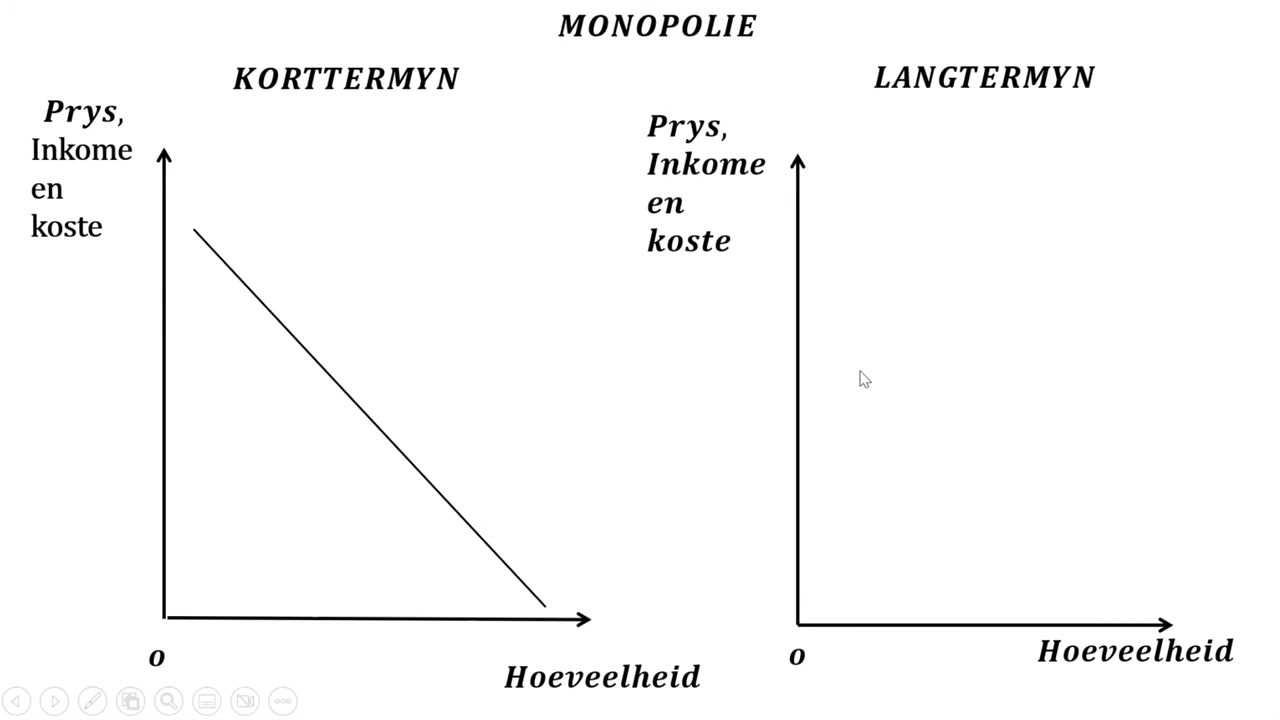 MONOPOLIE
KORTTERMYN
Prys,
Inkome
en
koste
o
Hoeveelheid
LANGTERMYN
Prys,
Inkome
en
koste
o
Hoeveelheid